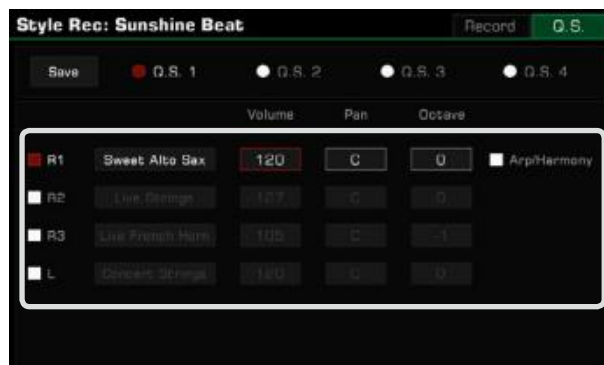 Style Rec: Sunshine Beat Record Q.S.
Save Q.S. 1 Q.S. 2 Q.S. 3 Q.S. 4
Volume Pan Octave
R1 Sweet Alto Sax 120 C 0 Arp/Harmony
R2 Live Strings 127 C 0
R3 Live French Horn 105 C -1
L Concert Strings 120 C 0